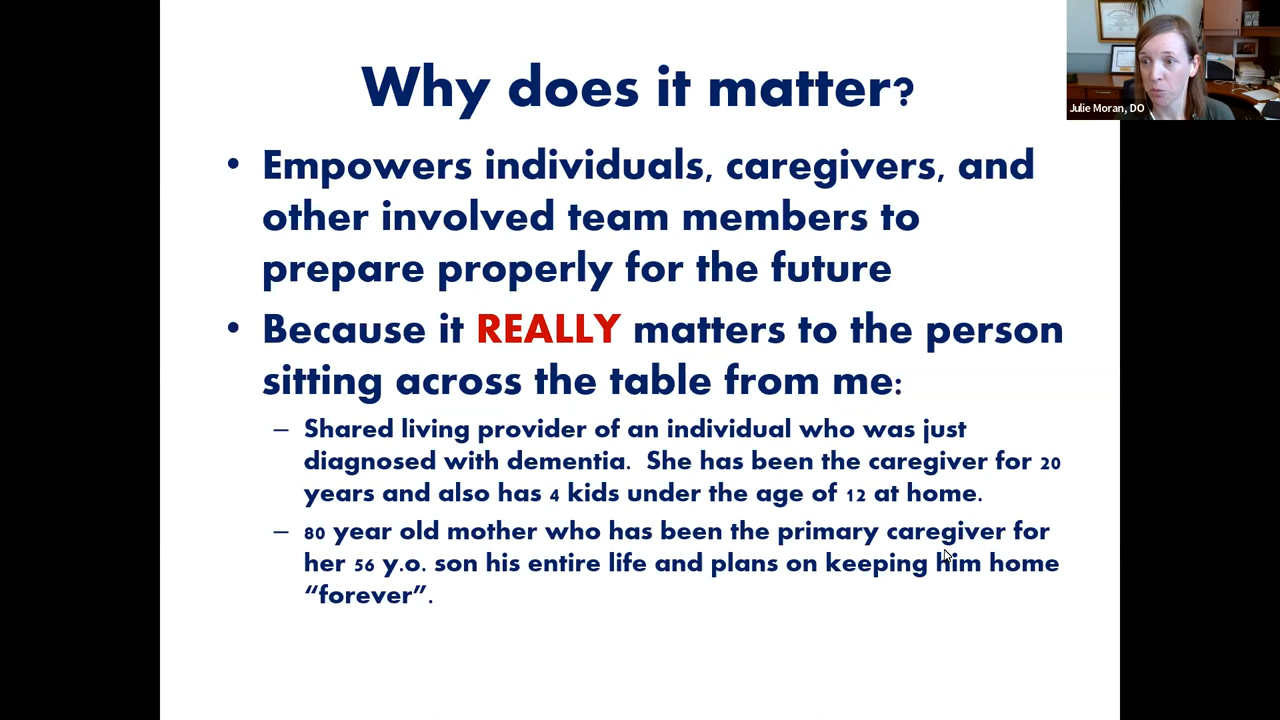 Why does it matter?
• Empowers individuals, caregivers, and
other involved team members to
prepare properly for the future
• Because it REALLY matters to the person
sitting across the table from me:
– Shared living provider of an individual who was just
diagnosed with dementia.  She has been the caregiver for 20
years and also has 4 kids under the age of 12 at home.
– 80 year old mother who has been the primary caregiver for
her 56 y.o. son his entire life and plans on keeping him home
“forever”.
Julie Moran, DO